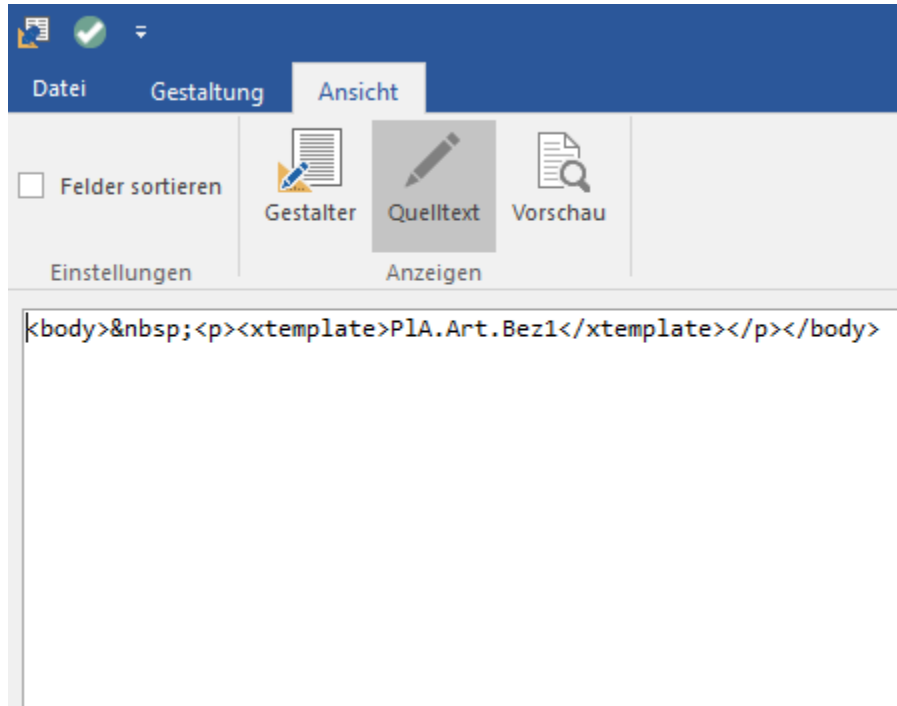 Datei Gestaltung Ansicht
Felder sortieren
Gestalter Quelltext Vorschau
Einstellungen Anzeigen
<body>&nbsp;<p><xtemplate>PlA.Art.Bez1</xtemplate></p></body>